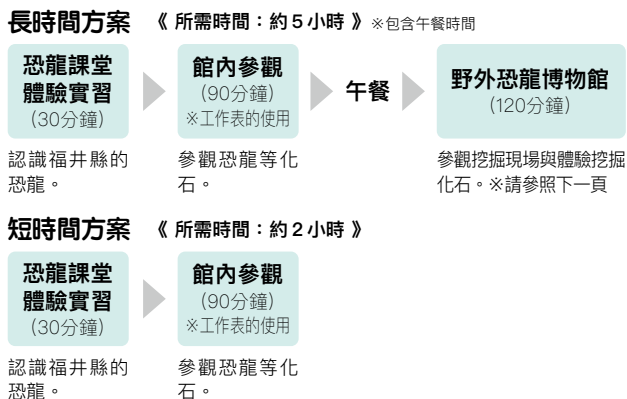 長時間方案 《 所需時間：約５小時 》 ※包含午餐時間
恐龍課堂
體驗實習
（30分鐘）
館內參觀
（90分鐘）
※工作表的使用
午餐
野外恐龍博物館
（120分鐘）
認識福井縣的
恐龍。
參觀恐龍等化
石。
參觀挖掘現場與體驗挖掘
化石。※請參照下一頁
短時間方案 《 所需時間：約２小時 》
恐龍課堂
體驗實習
（30分鐘）
館內參觀
（90分鐘）
※工作表的使用
認識福井縣的
恐龍。
參觀恐龍等化
石。